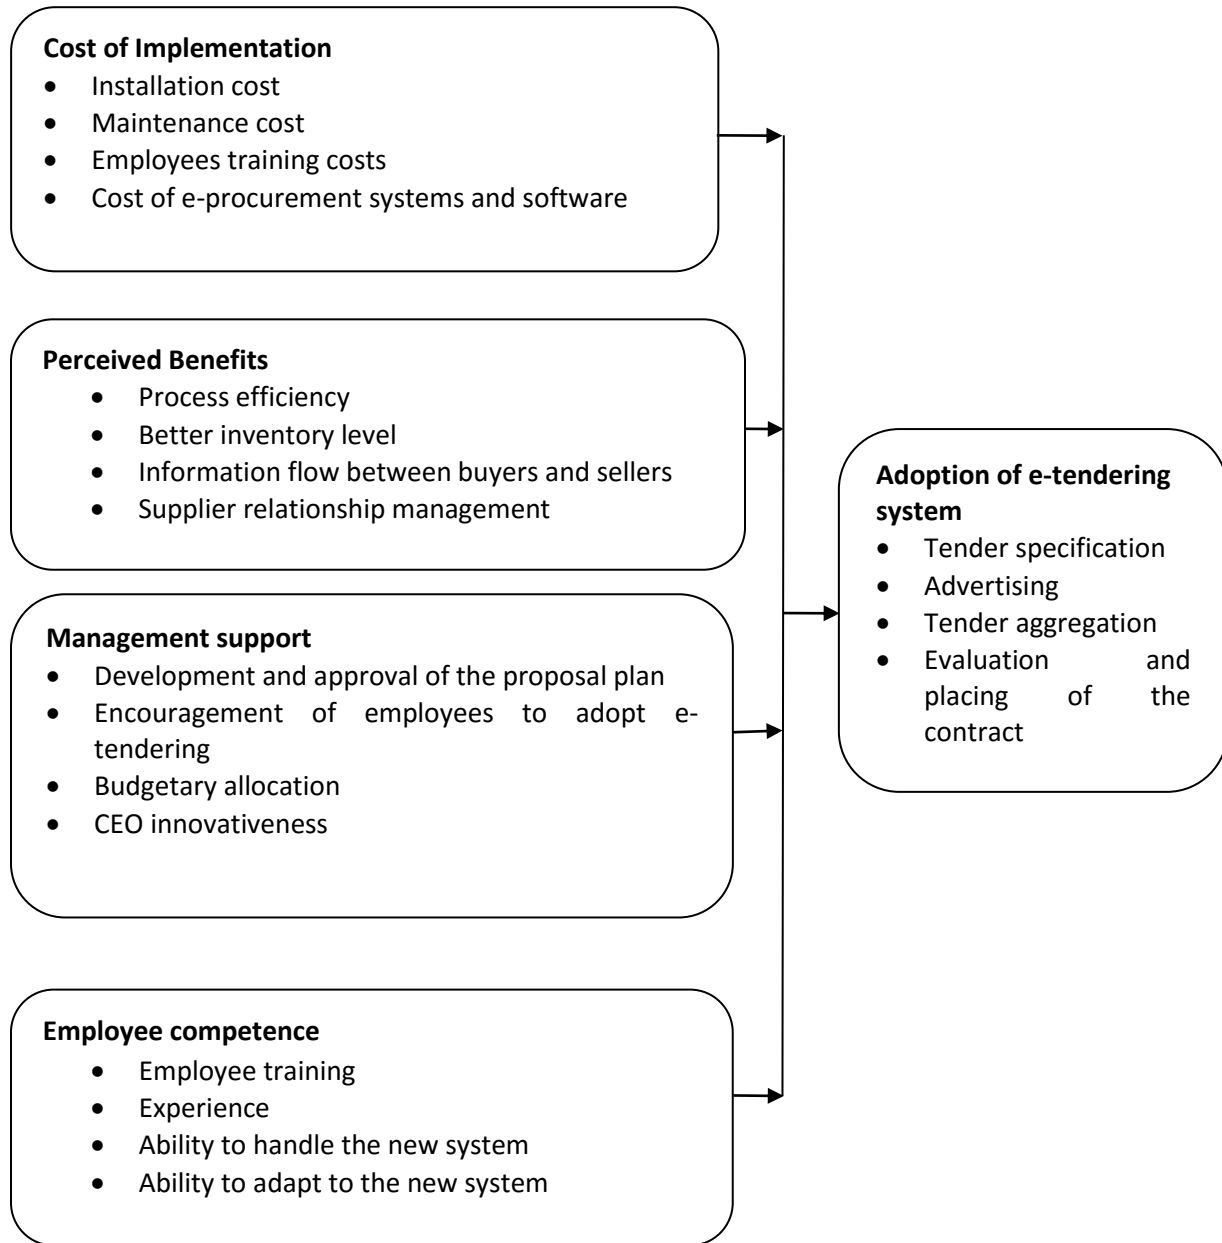 Cost of Implementation
• Installation cost
• Maintenance cost
• Employees training costs
• Cost of e-procurement systems and software
Perceived Benefits
• Process efficiency
• Better inventory level
• Information flow between buyers and sellers
• Supplier relationship management
Management support
• Development and approval of the proposal plan
• Encouragement of employees to adopt e-
tendering
• Budgetary allocation
• CEO innovativeness
Employee competence
• Employee training
• Experience
• Ability to handle the new system
• Ability to adapt to the new system
Adoption of e-tendering
system
• Tender specification
• Advertising
• Tender aggregation
• Evaluation and
placing of the
contract